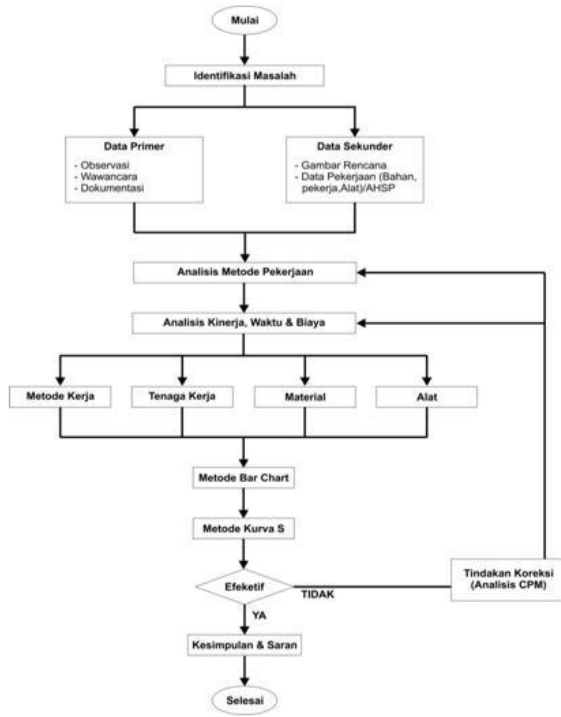 Mulai
Identifikasi Masalah
Data Primer
- Observasi
- Wawancara
- Dokumentasi
Data Sekunder
- Gambar Rencana
- Data Pekerjaan (Bahan,
pekerja,Alat)/AHSP
Analisis Metode Pekerjaan
Analisis Kinerja, Waktu & Biaya
Metode Kerja
Tenaga Kerja
Material
Alat
Metode Bar Chart
Metode Kurva S
Efeketif
TIDAK
Tindakan Koreksi
(Analisis CPM)
YA
Kesimpulan & Saran
Selesai